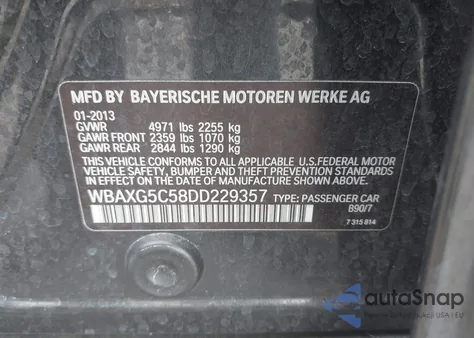 MFD BY BAYERISCHE MOTOREN WERKE AG
01-2013
GVWR 4971 lbs 2255 kg
GAWR FRONT 2359 lbs 1070 kg
GAWR REAR 2844 lbs 1290 kg
THIS VEHICLE CONFORMS TO ALL APPLICABLE U.S. FEDERAL MOTOR
VEHICLE SAFETY, BUMPER AND THEFT PREVENTION STANDARDS
IN EFFECT ON THE DATE OF MANUFACTURE SHOWN ABOVE.
WBAXG5C58DD229357 TYPE: PASSENGER CAR
B90/7
7 315 814
autoSnap